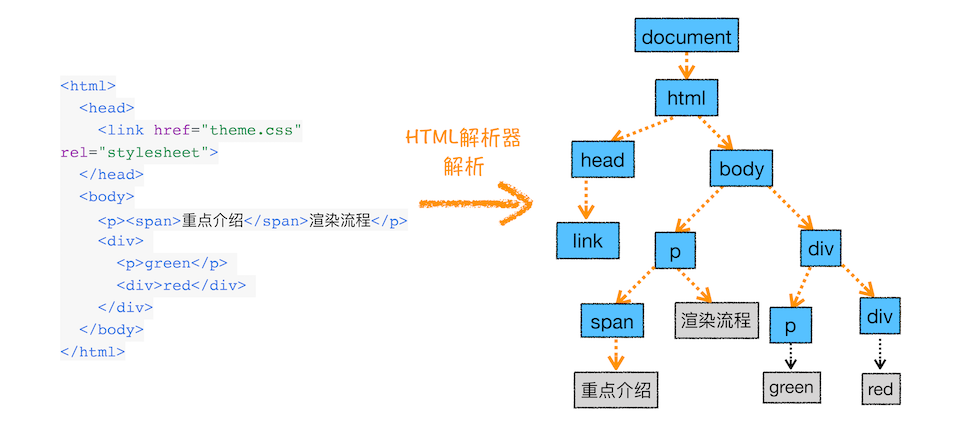 <html>
<head>
<link href="theme.css"
rel="stylesheet">
</head>
<body>
<p><span>重点介绍</span>渲染流程</p>
<div>
<p>green</p>
<div>red</div>
</div>
</body>
</html>
HTML解析器
解析
document
html
head
body
link
p
div
span
渲染流程
p
div
重点介绍
green
red